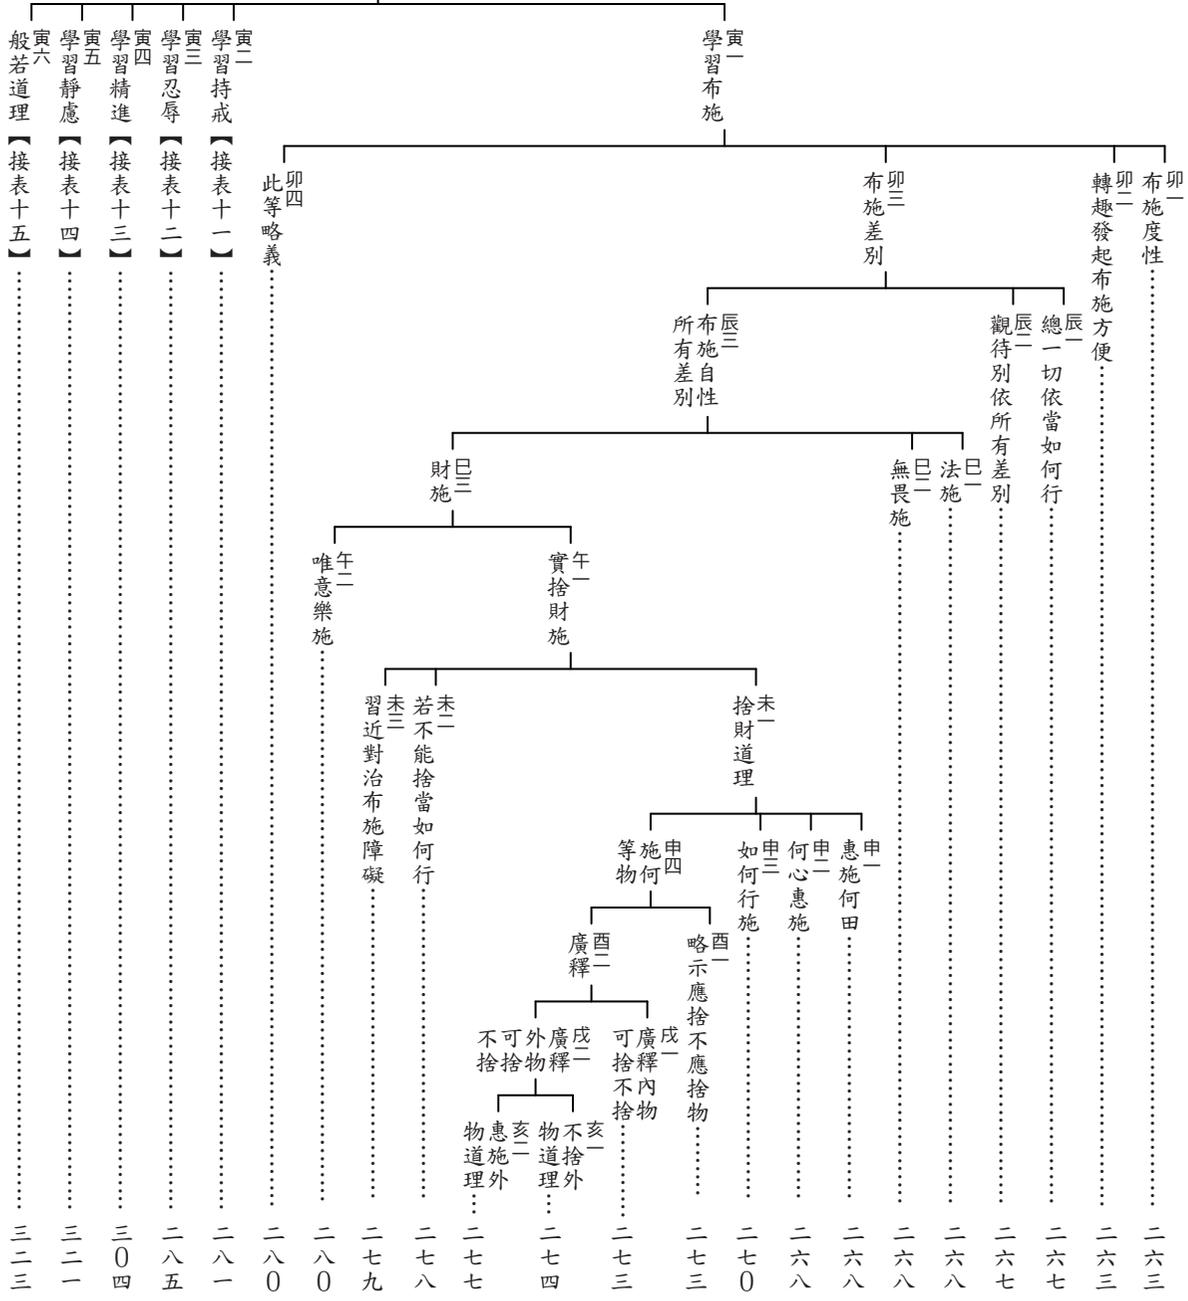 寅一 學習布施
卯一 布施度性 二六三
卯二 轉趣發起布施方便 二六三
卯三 布施差別
辰一 總一切依當如何行 二六七
辰二 觀待別依所有差別 二六七
辰三 布施自性所有差別
巳一 法施 二六八
巳二 無畏施 二六八
巳三 財施
午一 實捨財施
未一 捨財道理
申一 惠施何田 二六八
申二 何心惠施 二六八
申三 如何行施 二七〇
申四 施何等物
酉一 略示應捨不應捨物 二七三
酉二 廣釋
戌一 廣釋內物可捨不捨 二七三
戌二 廣釋外物可捨不捨
亥一 不捨外物道理 二七四
亥二 惠施外物道理 二七七
未二 若不能捨當如何行 二七八
未三 習近對治布施障礙 二七九
午二 唯意樂施 二八〇
卯四 此等略義 二八〇
寅二 學習持戒【接表十一】 二八一
寅三 學習忍辱【接表十二】 二八五
寅四 學習精進【接表十三】 三〇四
寅五 學習靜慮【接表十四】 三二一
寅六 般若道理【接表十五】 三二三